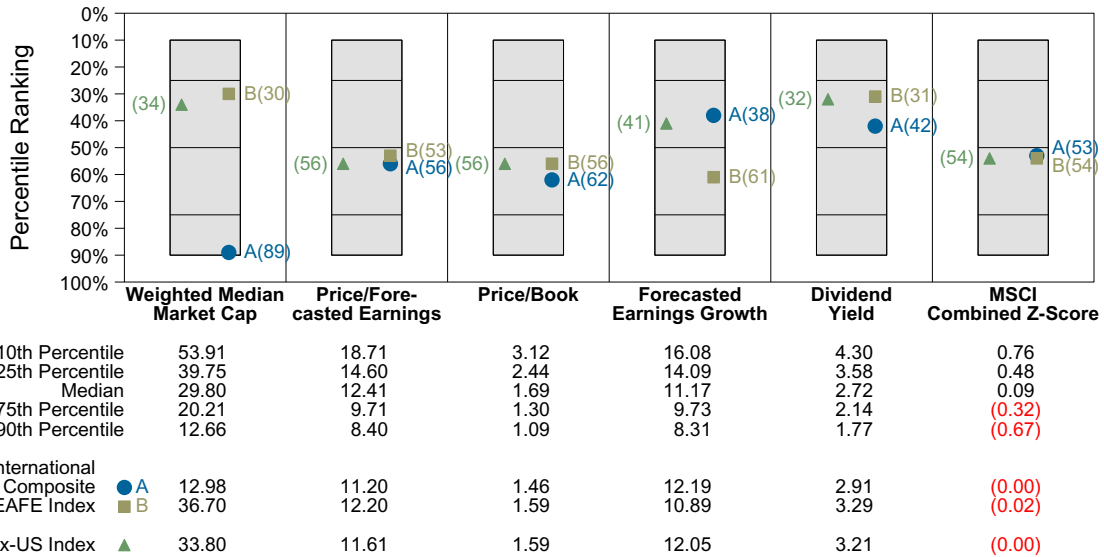 Percentile Ranking
0%
10%
20%
30%
40%
50%
60%
70%
80%
90%
100%
(34) B(30)
A(89)
(56) B(53)
A(56)
(56) B(56)
A(62)
(41) A(38)
B(61)
(32) B(31)
A(42)
(54) A(53)
B(54)
Weighted Median Market Cap
Price/Fore-casted Earnings
Price/Book
Forecasted Earnings Growth
Dividend Yield
MSCI Combined Z-Score
10th Percentile 53.91 18.71 3.12 16.08 4.30 0.76
25th Percentile 39.75 14.60 2.44 14.09 3.58 0.48
Median 29.80 12.41 1.69 11.17 2.72 0.09
75th Percentile 20.21 9.71 1.30 9.73 2.14 (0.32)
90th Percentile 12.66 8.40 1.09 8.31 1.77 (0.67)
nternational
Composite A 12.98 11.20 1.46 12.19 2.91 (0.00)
EAFE Index B 36.70 12.20 1.59 10.89 3.29 (0.02)
x-US Index 33.80 11.61 1.59 12.05 3.21 (0.00)